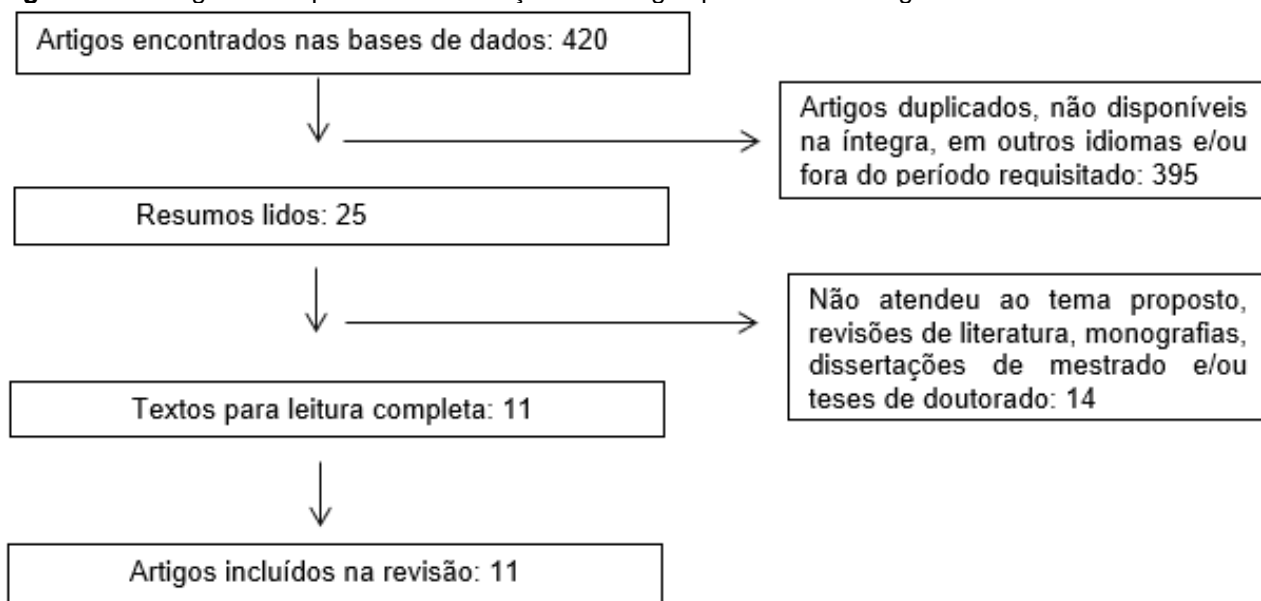 Artigos encontrados nas bases de dados: 420
Artigos duplicados, não disponíveis
na íntegra, em outros idiomas e/ou
fora do período requisitado: 395
Resumos lidos: 25
Não atendeu ao tema proposto,
revisões de literatura, monografias,
dissertações de mestrado e/ou
teses de doutorado: 14
Textos para leitura completa: 11
Artigos incluídos na revisão: 11